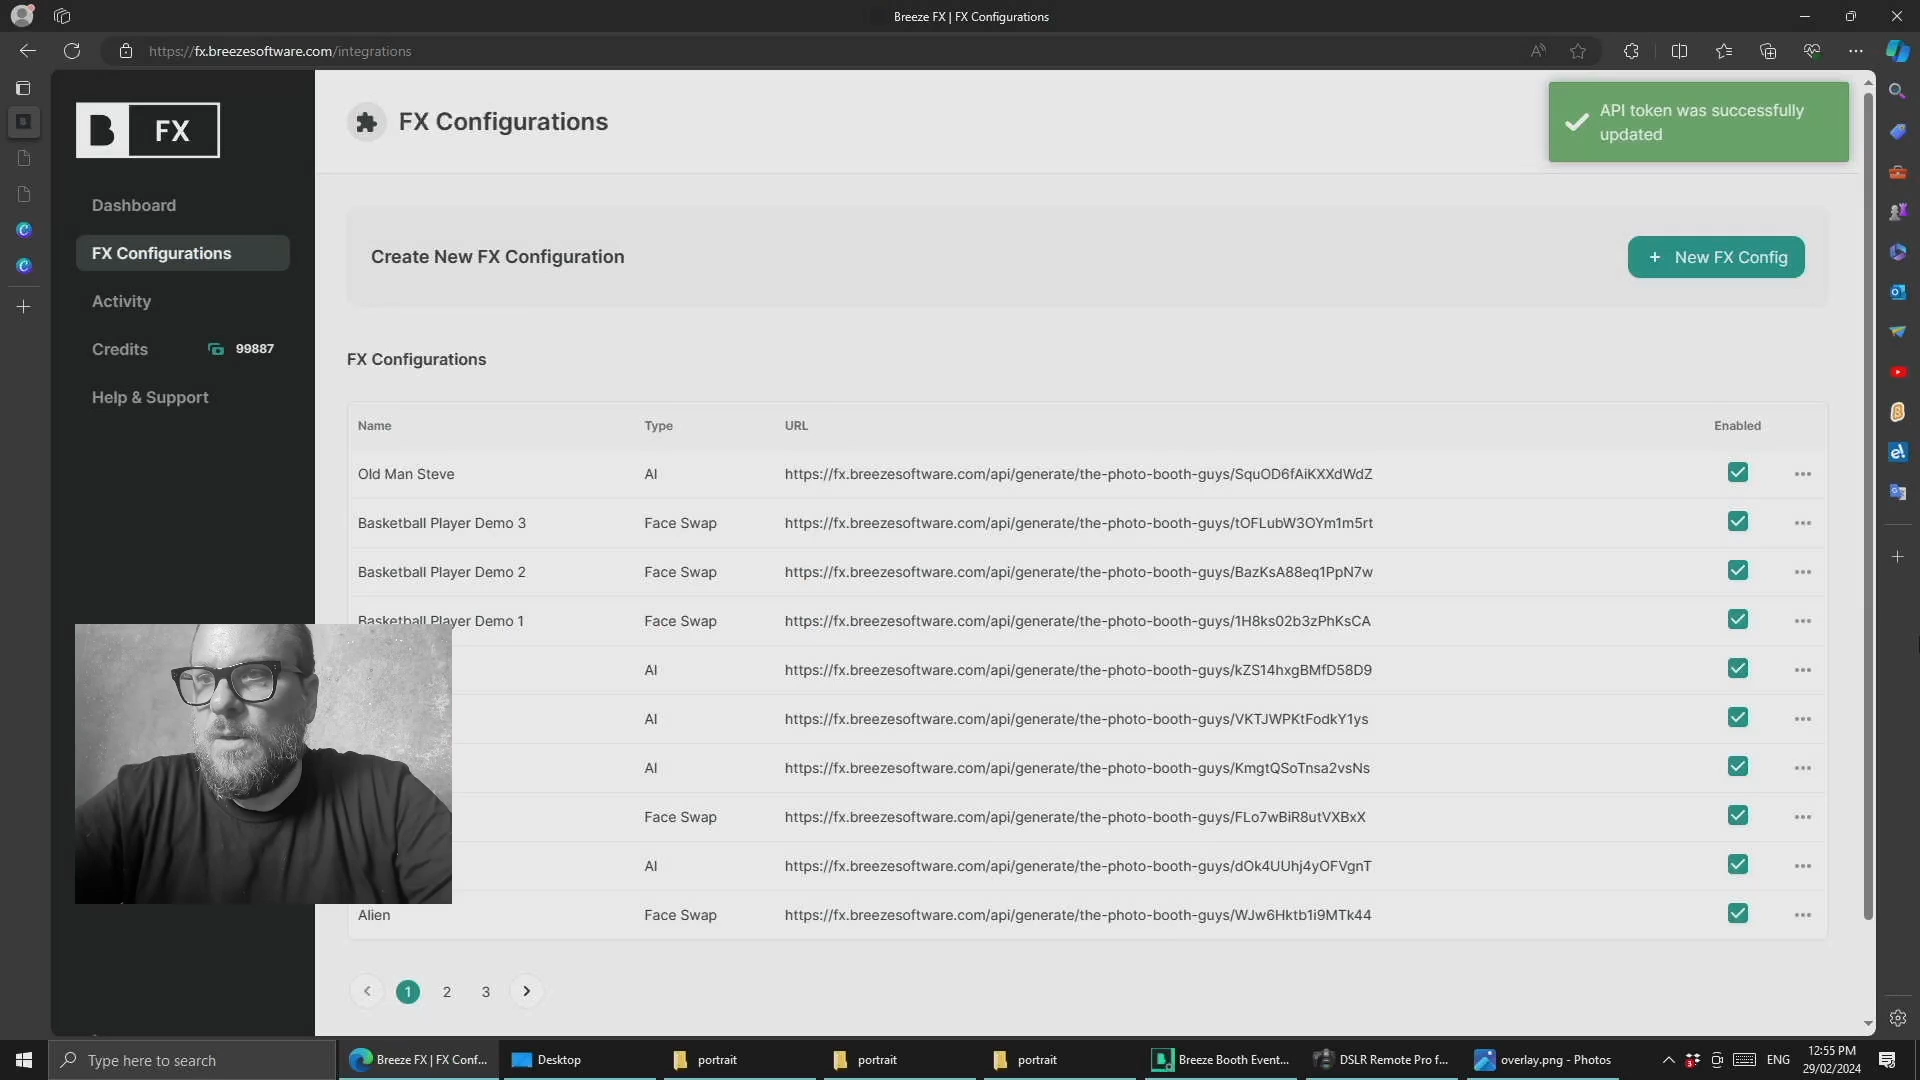 Breeze FX | FX Configurations
https://fx.breezesoftware.com/integrations
B FX
FX Configurations
API token was successfully
updated
Dashboard
FX Configurations
Activity
Credits 99887
Help & Support
Create New FX Configuration
+ New FX Config
FX Configurations
Name Type URL Enabled
Old Man Steve AI https://fx.breezesoftware.com/api/generate/the-photo-booth-guys/SquOD6fAiKXXdWdZ
Basketball Player Demo 3 Face Swap https://fx.breezesoftware.com/api/generate/the-photo-booth-guys/tOFLubW3OYm1m5rt
Basketball Player Demo 2 Face Swap https://fx.breezesoftware.com/api/generate/the-photo-booth-guys/BazKsA88eq1PpN7w
Basketball Player Demo 1 Face Swap https://fx.breezesoftware.com/api/generate/the-photo-booth-guys/1H8ks02b3zPhKsCA
AI https://fx.breezesoftware.com/api/generate/the-photo-booth-guys/kZS14hxgBMfD58D9
AI https://fx.breezesoftware.com/api/generate/the-photo-booth-guys/VKTJWPKtFodkY1ys
AI https://fx.breezesoftware.com/api/generate/the-photo-booth-guys/KmgtQSoTnsa2vsNs
Face Swap https://fx.breezesoftware.com/api/generate/the-photo-booth-guys/FLo7wBiR8utVXBxX
AI https://fx.breezesoftware.com/api/generate/the-photo-booth-guys/dOk4UUhj4yOFVgnT
Alien Face Swap https://fx.breezesoftware.com/api/generate/the-photo-booth-guys/WJw6Hktb1i9MTk44
1 2 3
Type here to search
Breeze FX | FX Conf...
Desktop
portrait
portrait
portrait
Breeze Booth Event...
DSLR Remote Pro f...
overlay.png - Photos
ENG
12:55 PM
29/02/2024